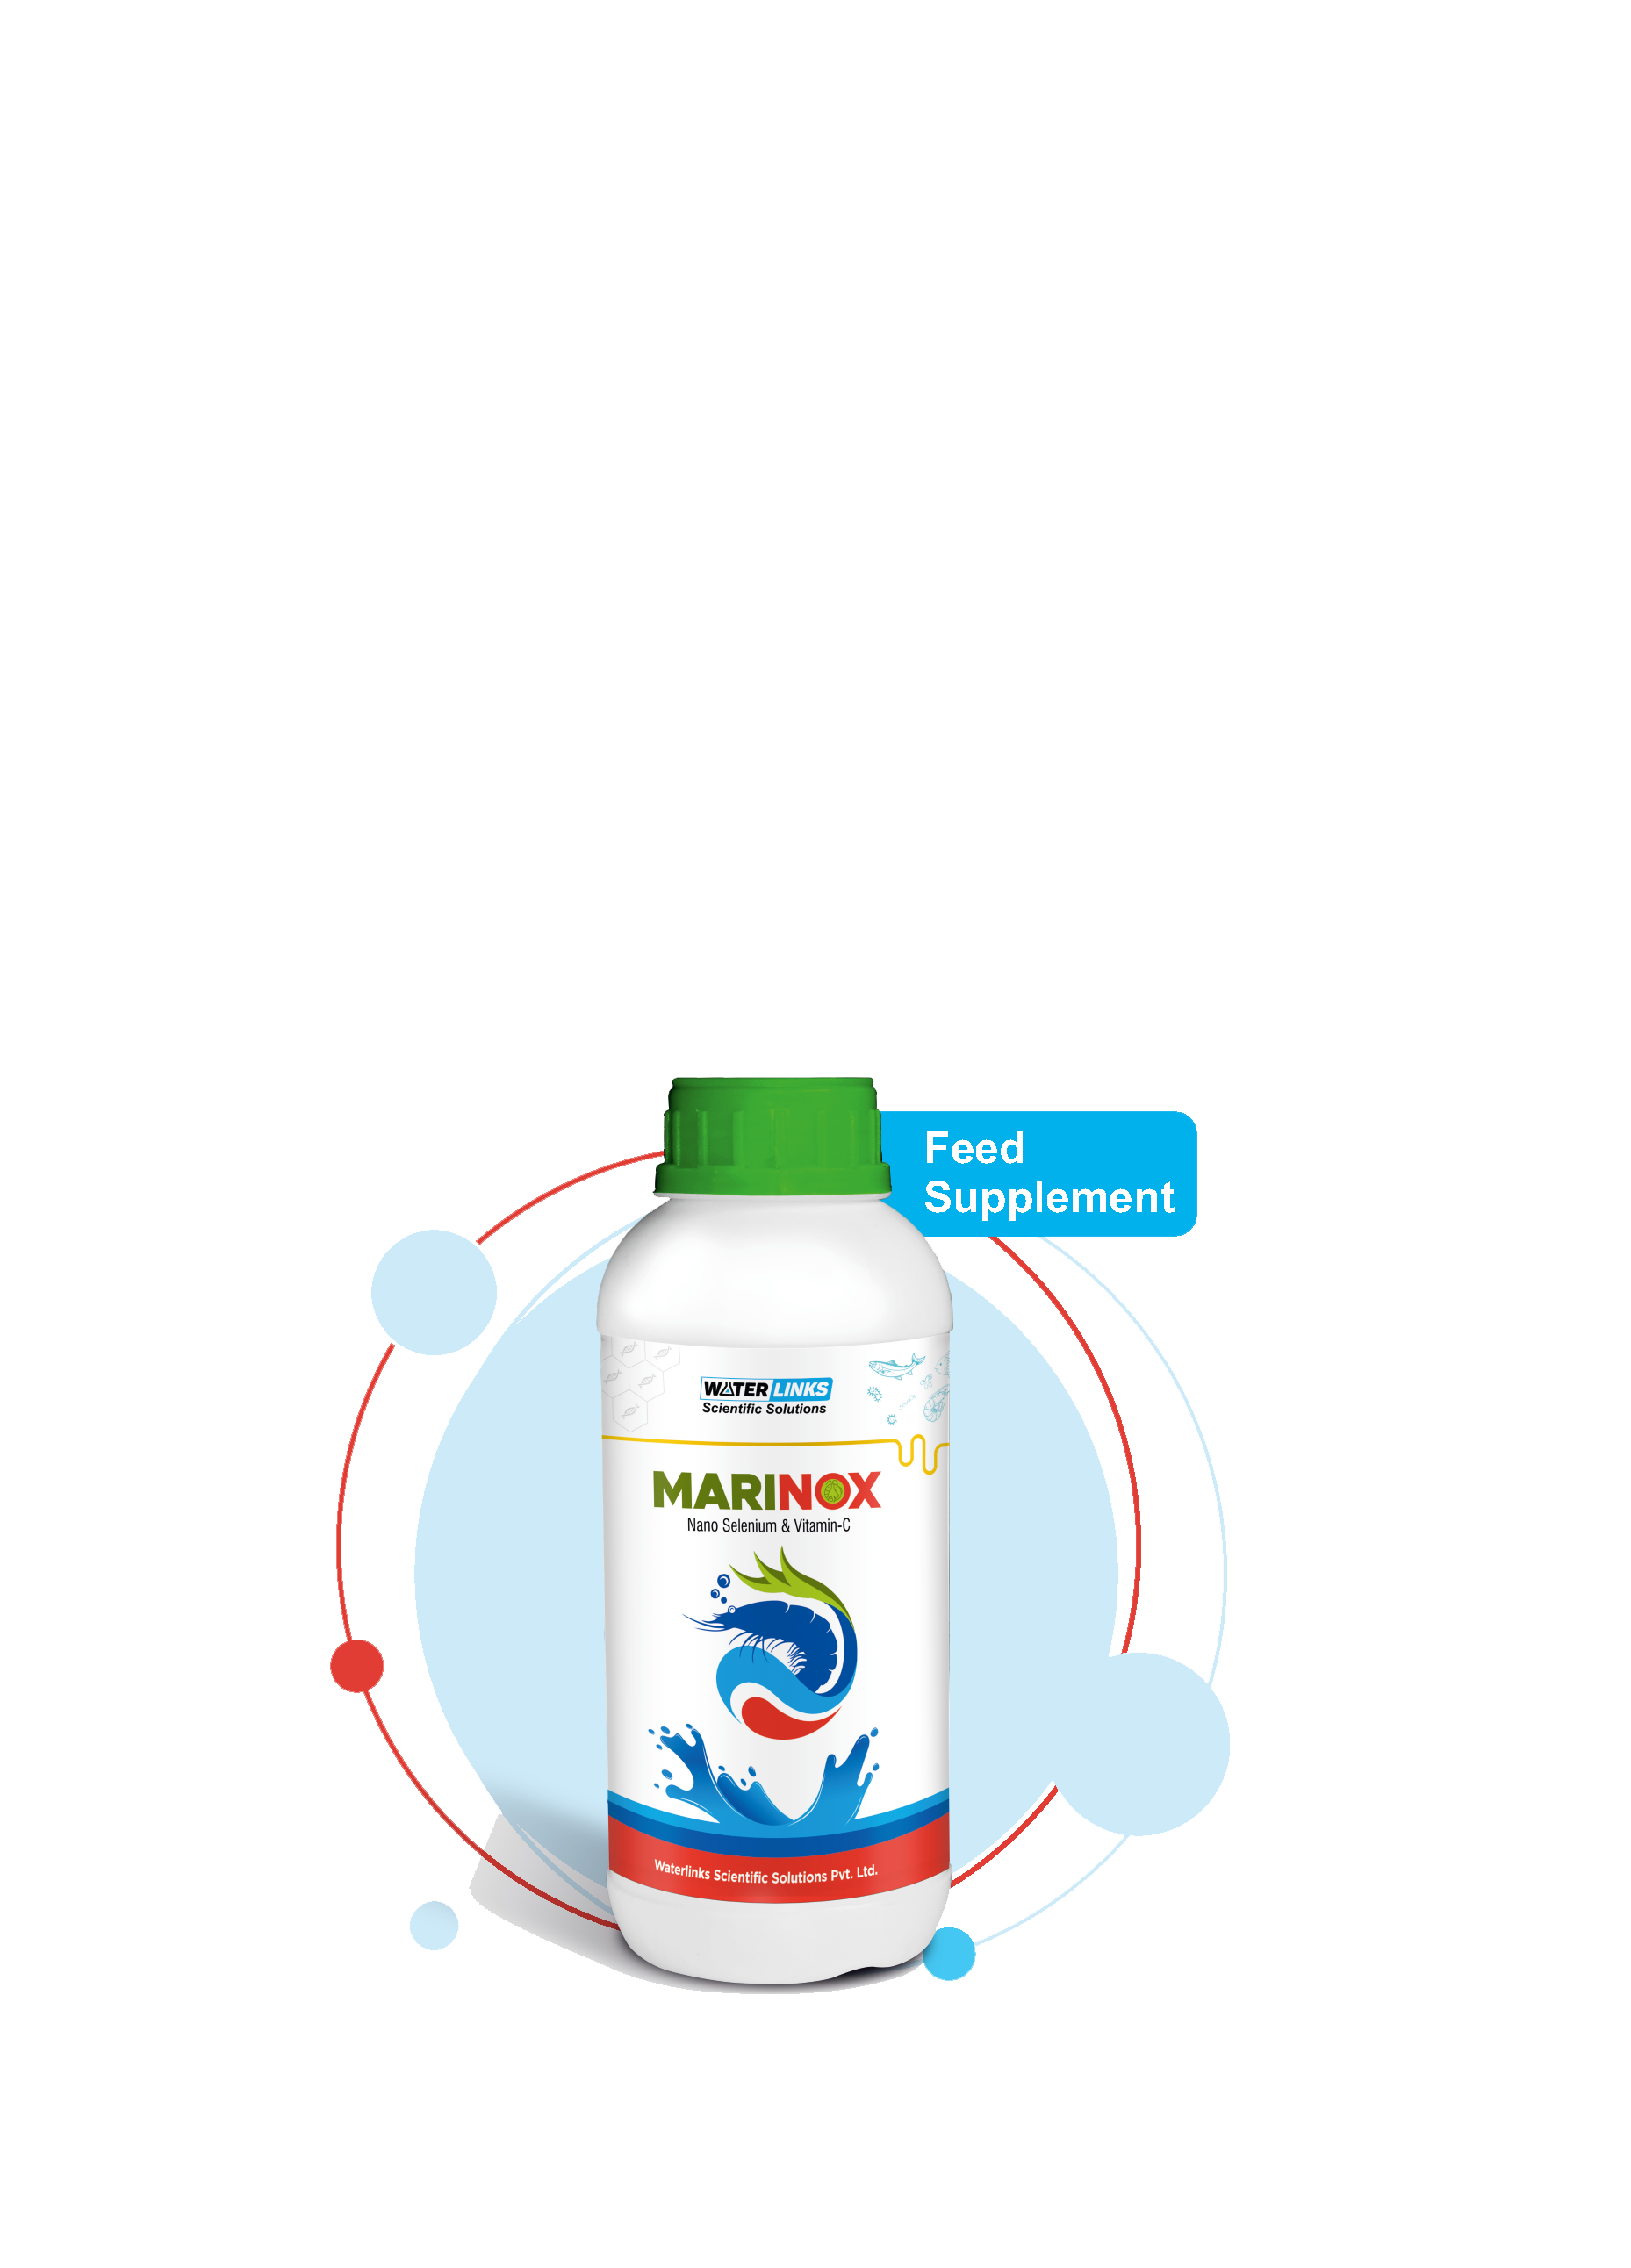 Feed
Supplement
WATER LINKS
Scientific Solutions
MARINOX
Nano Selenium & Vitamin-C
Waterlinks Scientific Solutions Pvt. Ltd.